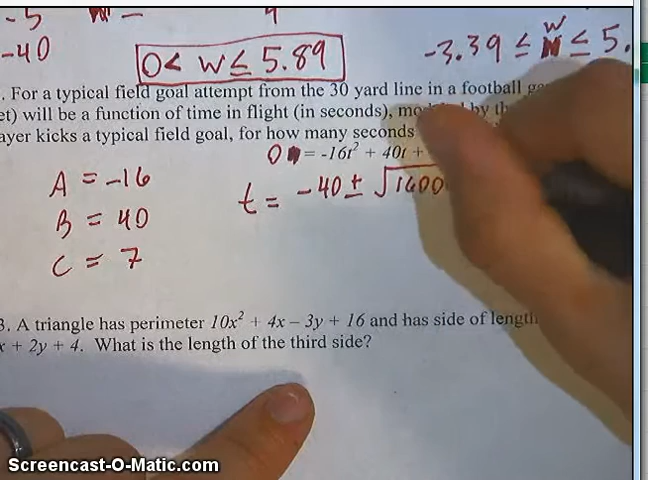 -5
-40
0 < w ≤ 5.89
-3.39 ≤ w ≤ 5.
. For a typical field goal attempt from the 30 yard line in a football
et) will be a function of time in flight (in seconds), by th
ayer kicks a typical field goal, for how many seconds
0 = -16t² + 40t +
A = -16
t = -40 ± √1600
B = 40
C = 7
3. A triangle has perimeter 10x² + 4x – 3y + 16 and has side of length
x + 2y + 4. What is the length of the third side?
Screencast-O-Matic.com